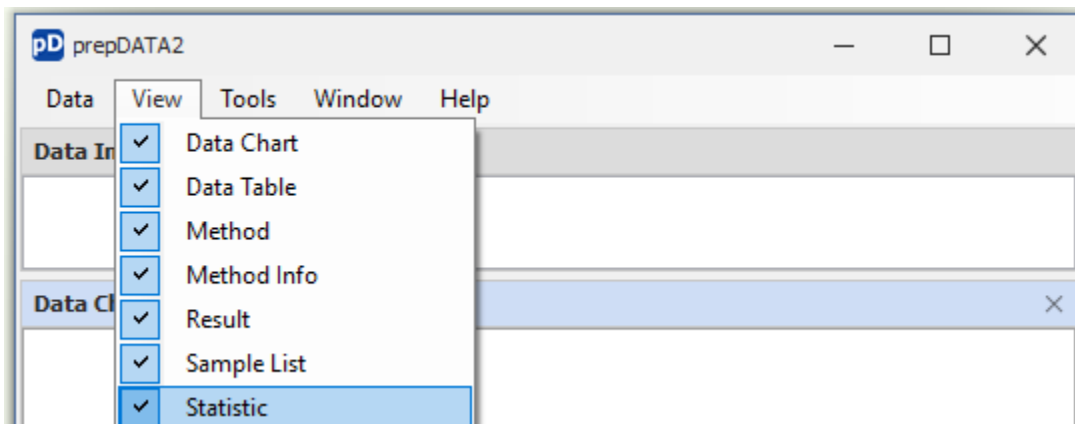 pD prepDATA2
Data View Tools Window Help
Data In
Data Chart
Data Table
Method
Method Info
Data Ch
Result
Sample List
Statistic